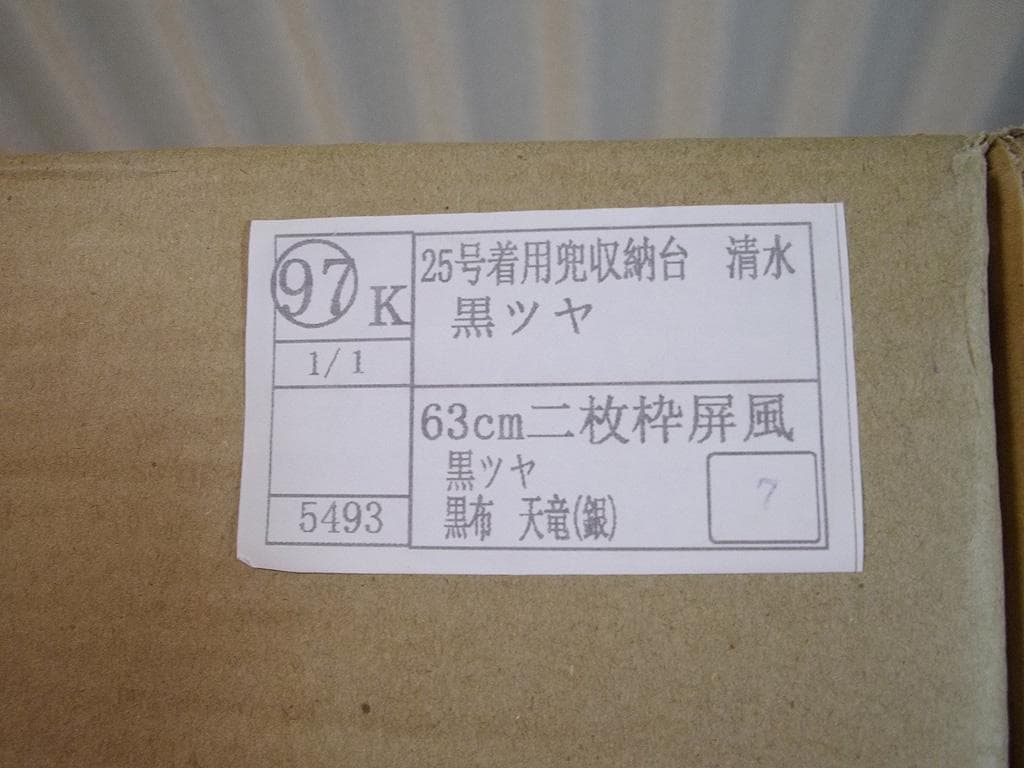 97 K
1/1
5493
25号着用兜収納台 清水
黒ツヤ
63cm二枚枠屏風
黒ツヤ
黒布 天竜(銀)
7